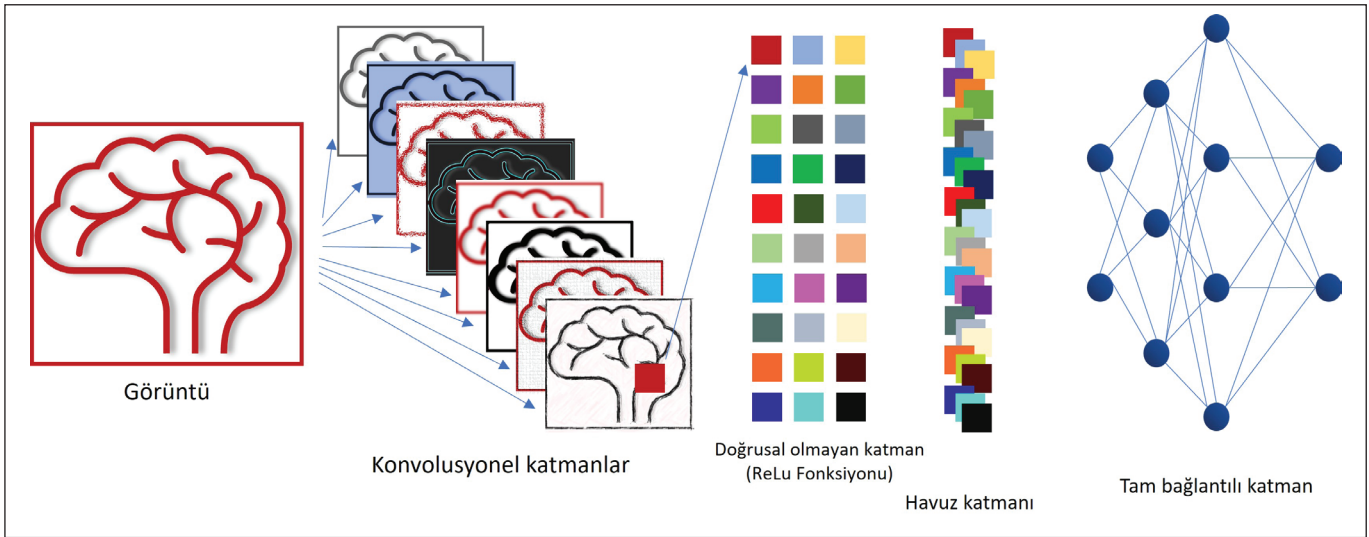 Görüntü
Konvolusyonel katmanlar
Doğrusal olmayan katman
(ReLu Fonksiyonu)
Havuz katmanı
Tam bağlantılı katman